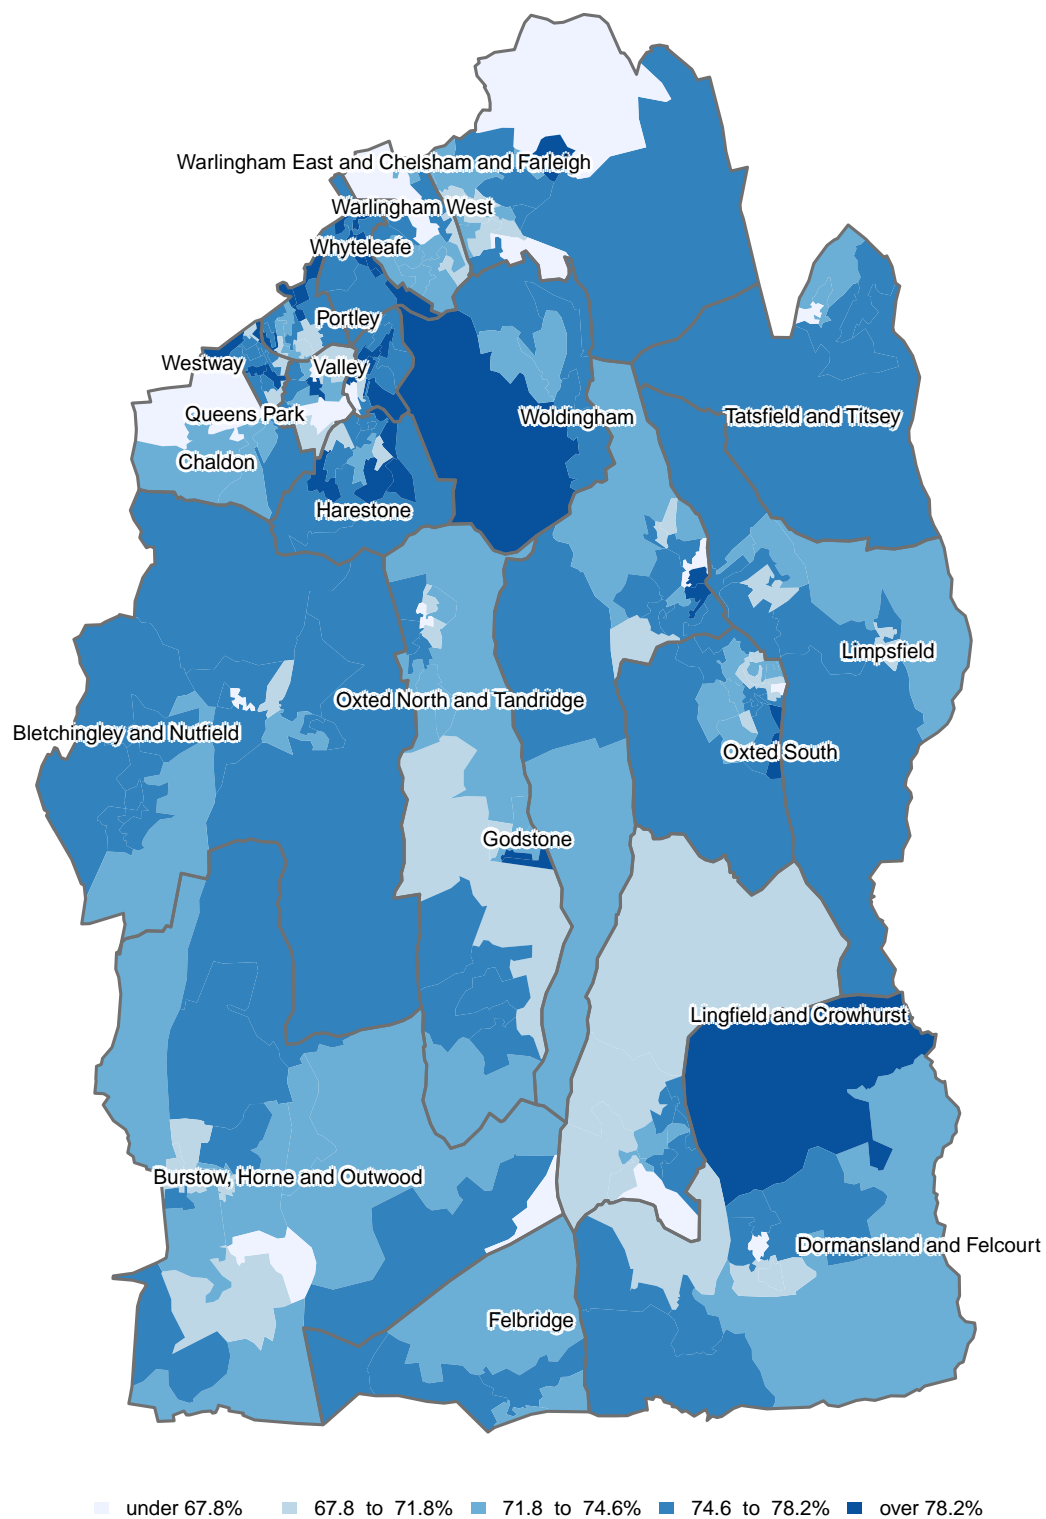 Warlingham East and Chelsham and Farleigh
Warlingham West
Whyteleafe
Portley
Westway
Valley
Queens Park
Woldingham
Tatsfield and Titsey
Chaldon
Harestone
Limpsfield
Oxted North and Tandridge
Bletchingley and Nutfield
Oxted South
Godstone
Lingfield and Crowhurst
Burstow, Horne and Outwood
Dormansland and Felcourt
Felbridge
under 67.8%
67.8 to 71.8%
71.8 to 74.6%
74.6 to 78.2%
over 78.2%